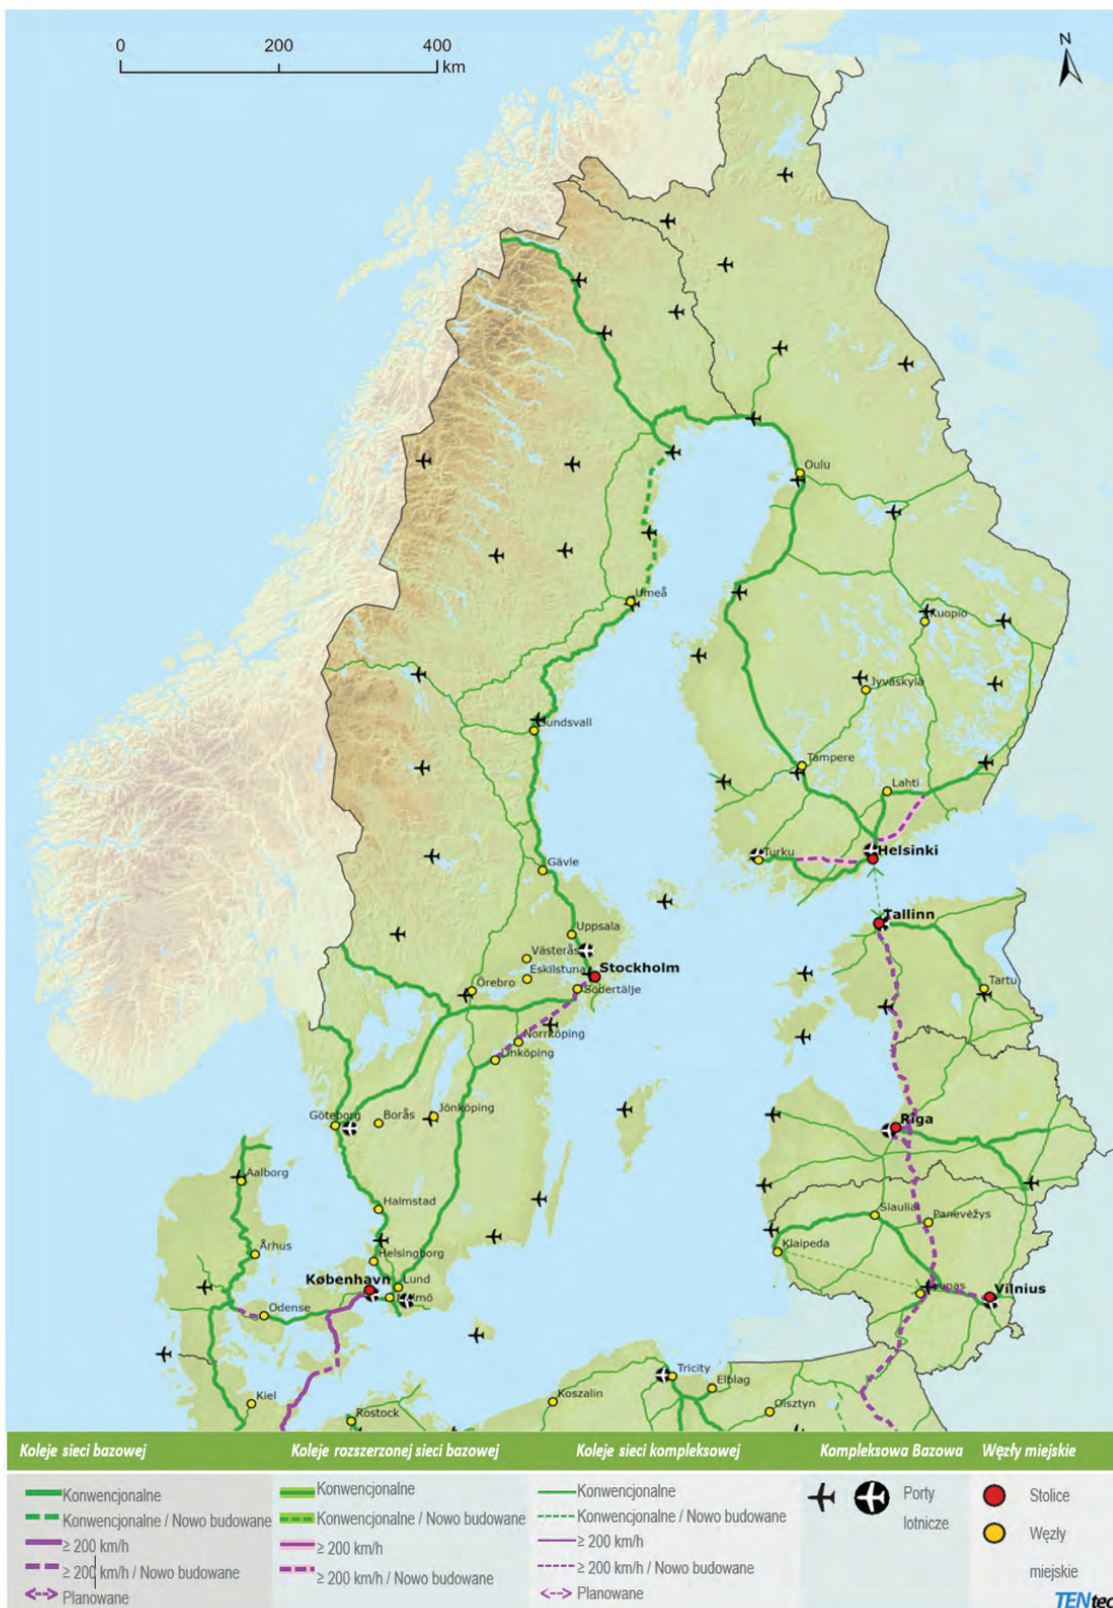 0 200 400
km
N
Oulu
Umeå
Kuopio
Jyväskylä
Sundsvall
Tampere
Lahti
Turku
Helsinki
Gävle
Tallinn
Uppsala
Västerås
Eskilstuna
Stockholm
Örebro
Södertälje
Tartu
Norrköping
Linköping
Göteborg
Borås
Jönköping
Rīga
Aalborg
Halmstad
Siaulia
Panevėžys
Århus
Helsingborg
Klaipeda
København
Lund
Malmö
Odense
Vilnius
Tricity
Elblag
Koszalin
Kiel
Olsztyn
Rostock
Koleje sieci bazowej
Koleje rozszerzonej sieci bazowej
Koleje sieci kompleksowej
Kompleksowa Bazowa
Węzły miejskie
Konwencjonalne
Konwencjonalne / Nowo budowane
≥ 200 km/h
≥ 200 km/h / Nowo budowane
Planowane
Konwencjonalne
Konwencjonalne / Nowo budowane
≥ 200 km/h
≥ 200 km/h / Nowo budowane
Konwencjonalne
Konwencjonalne / Nowo budowane
≥ 200 km/h
≥ 200 km/h / Nowo budowane
Planowane
Porty
lotnicze
Stolice
Węzły
miejskie
TENtec